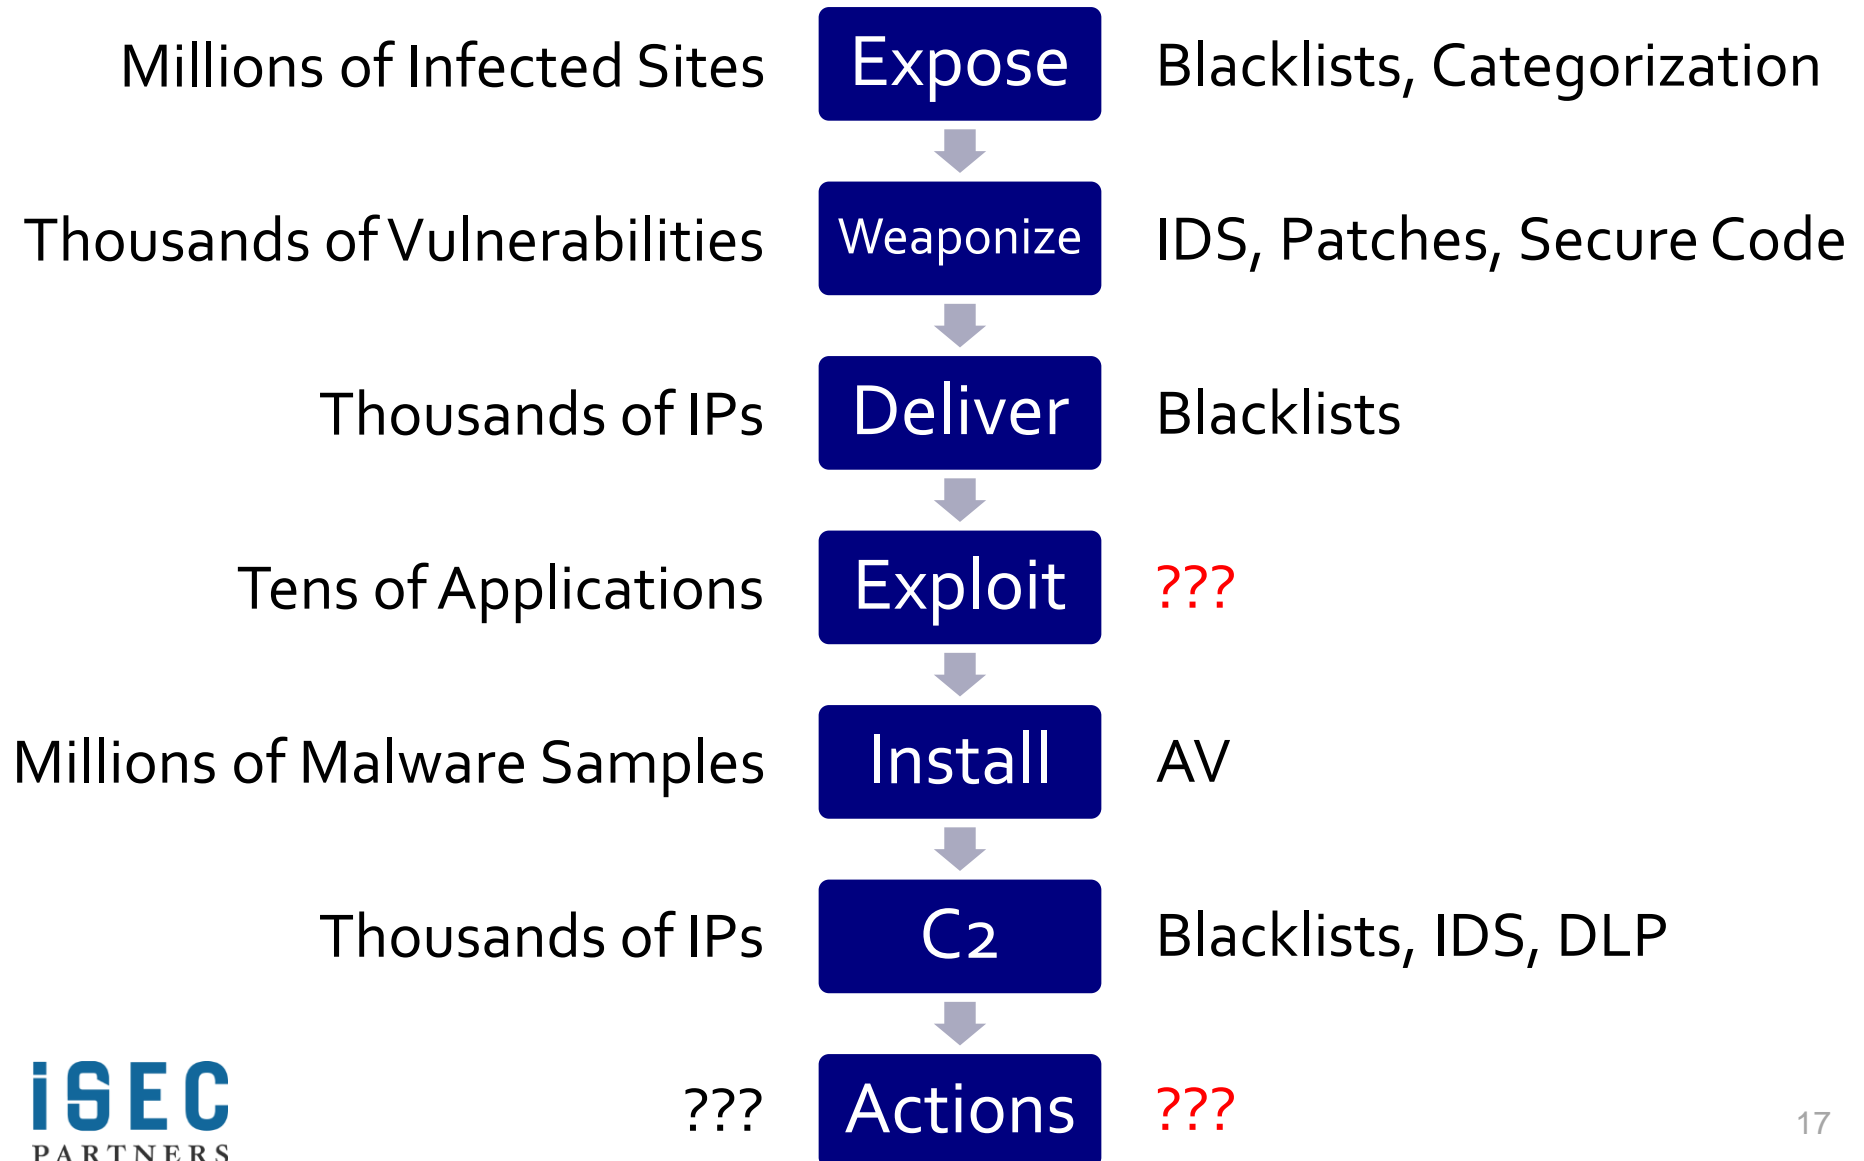 Millions of Infected Sites Expose Blacklists, Categorization
Thousands of Vulnerabilities Weaponize IDS, Patches, Secure Code
Thousands of IPs Deliver Blacklists
Tens of Applications Exploit ???
Millions of Malware Samples Install AV
Thousands of IPs C2 Blacklists, IDS, DLP
??? Actions ???
iSEC
PARTNERS
17